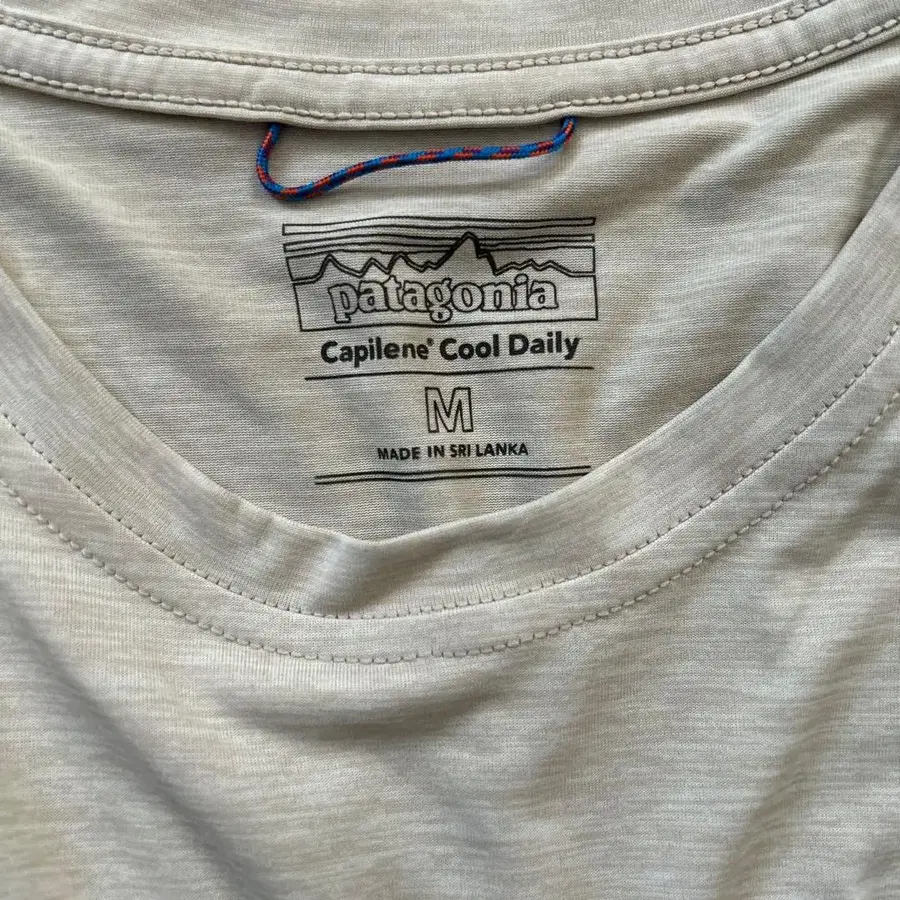 patagonia
Capilene® Cool Daily
M
MADE IN SRI LANKA